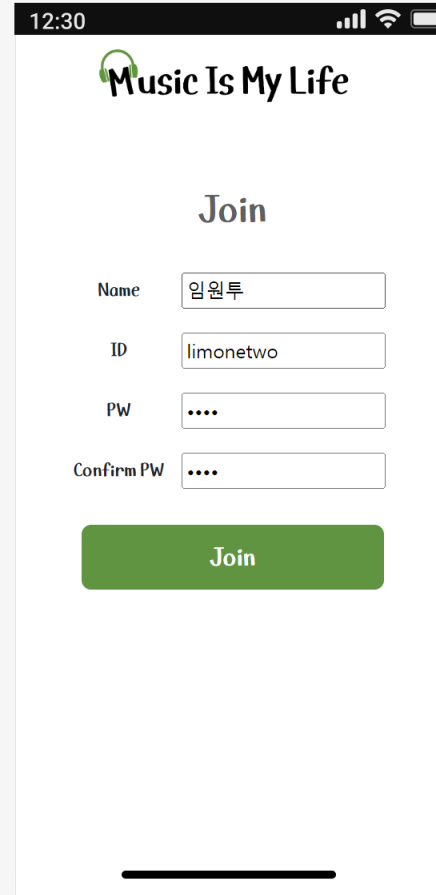 12:30
Music Is My Life
Join
Name 임원투
ID limonetwo
PW ••••
Confirm PW ••••
Join